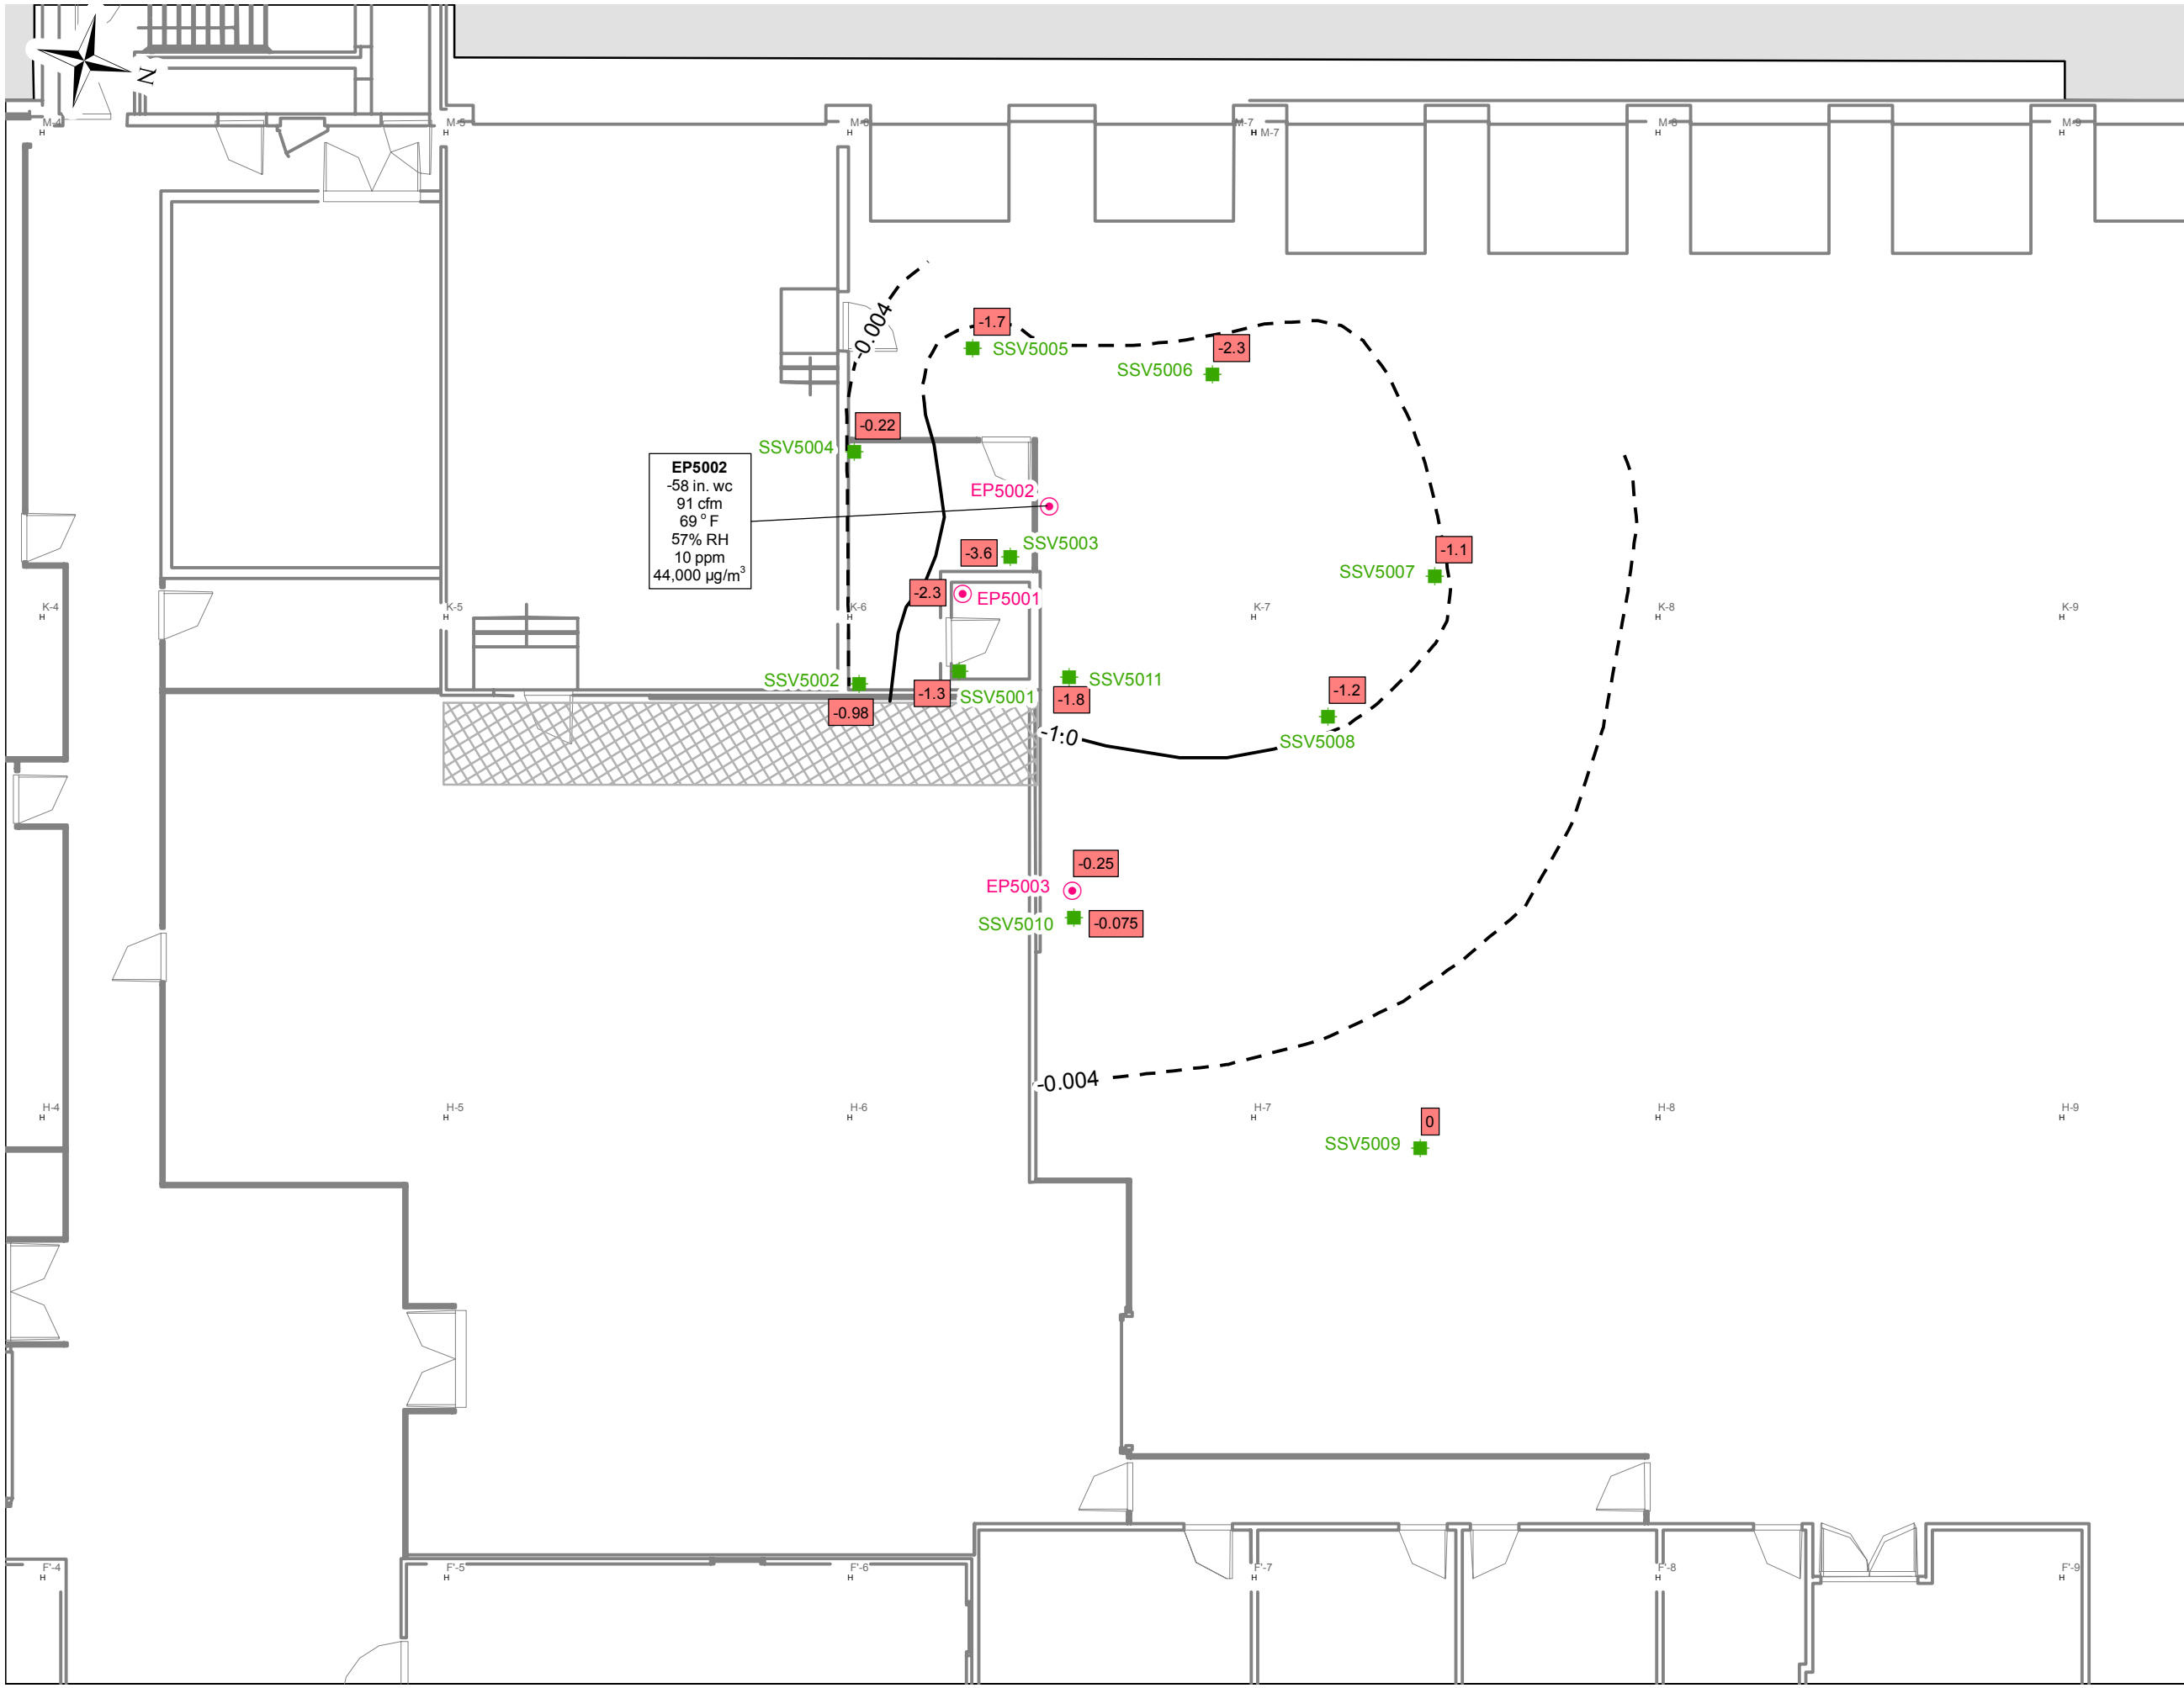 N
M-4
M-5
M-6
M-7
M-7
M-8
M-9
H
H
H
H
H
H
-0.004
-1.7
SSV5005
-2.3
SSV5006
-0.22
SSV5004
EP5002
-58 in. wc
91 cfm
69 ° F
57% RH
10 ppm
44,000 µg/m³
EP5002
SSV5003
-3.6
-1.1
SSV5007
-2.3
EP5001
K-4
K-5
K-6
K-7
K-8
K-9
H
H
H
H
H
H
SSV5002
-1.3
SSV5001
SSV5011
-1.8
-1.2
-0.98
-1.0
SSV5008
-0.25
EP5003
SSV5010
-0.075
-0.004
H-4
H-5
H-6
H-7
H-8
H-9
H
H
H
H
H
H
0
SSV5009
F'-4
F'-5
F'-6
F'-7
F'-8
F'-9
H
H
H
H
H
H